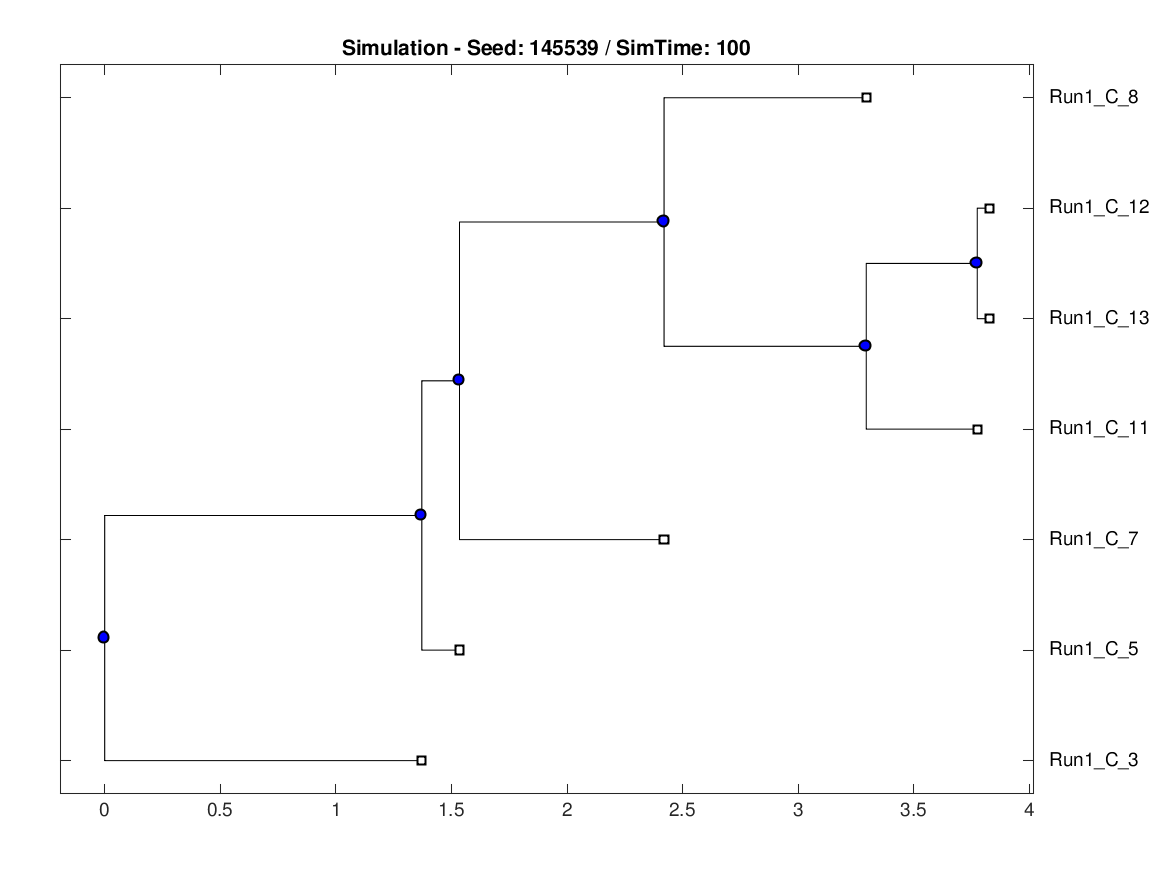 Simulation - Seed: 145539 / SimTime: 100
Run1_C_8
Run1_C_12
Run1_C_13
Run1_C_11
Run1_C_7
Run1_C_5
Run1_C_3
0 0.5 1 1.5 2 2.5 3 3.5 4